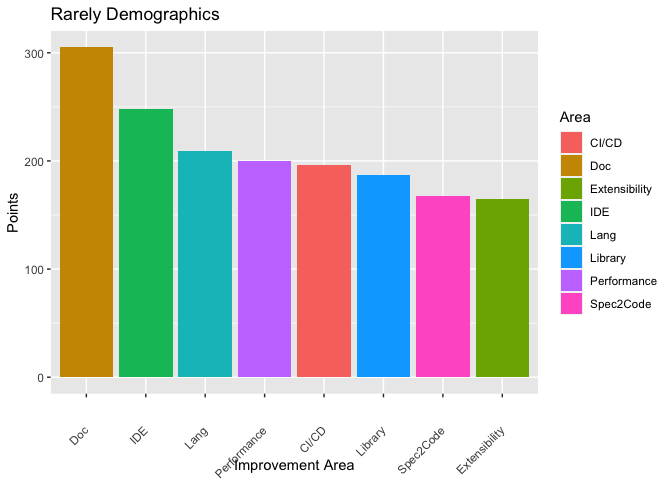 Rarely Demographics
Points
300
200
100
0
Doc
IDE
Lang
Performance
CI/CD
Library
Spec2Code
Extensibility
Improvement Area
Area
CI/CD
Doc
Extensibility
IDE
Lang
Library
Performance
Spec2Code